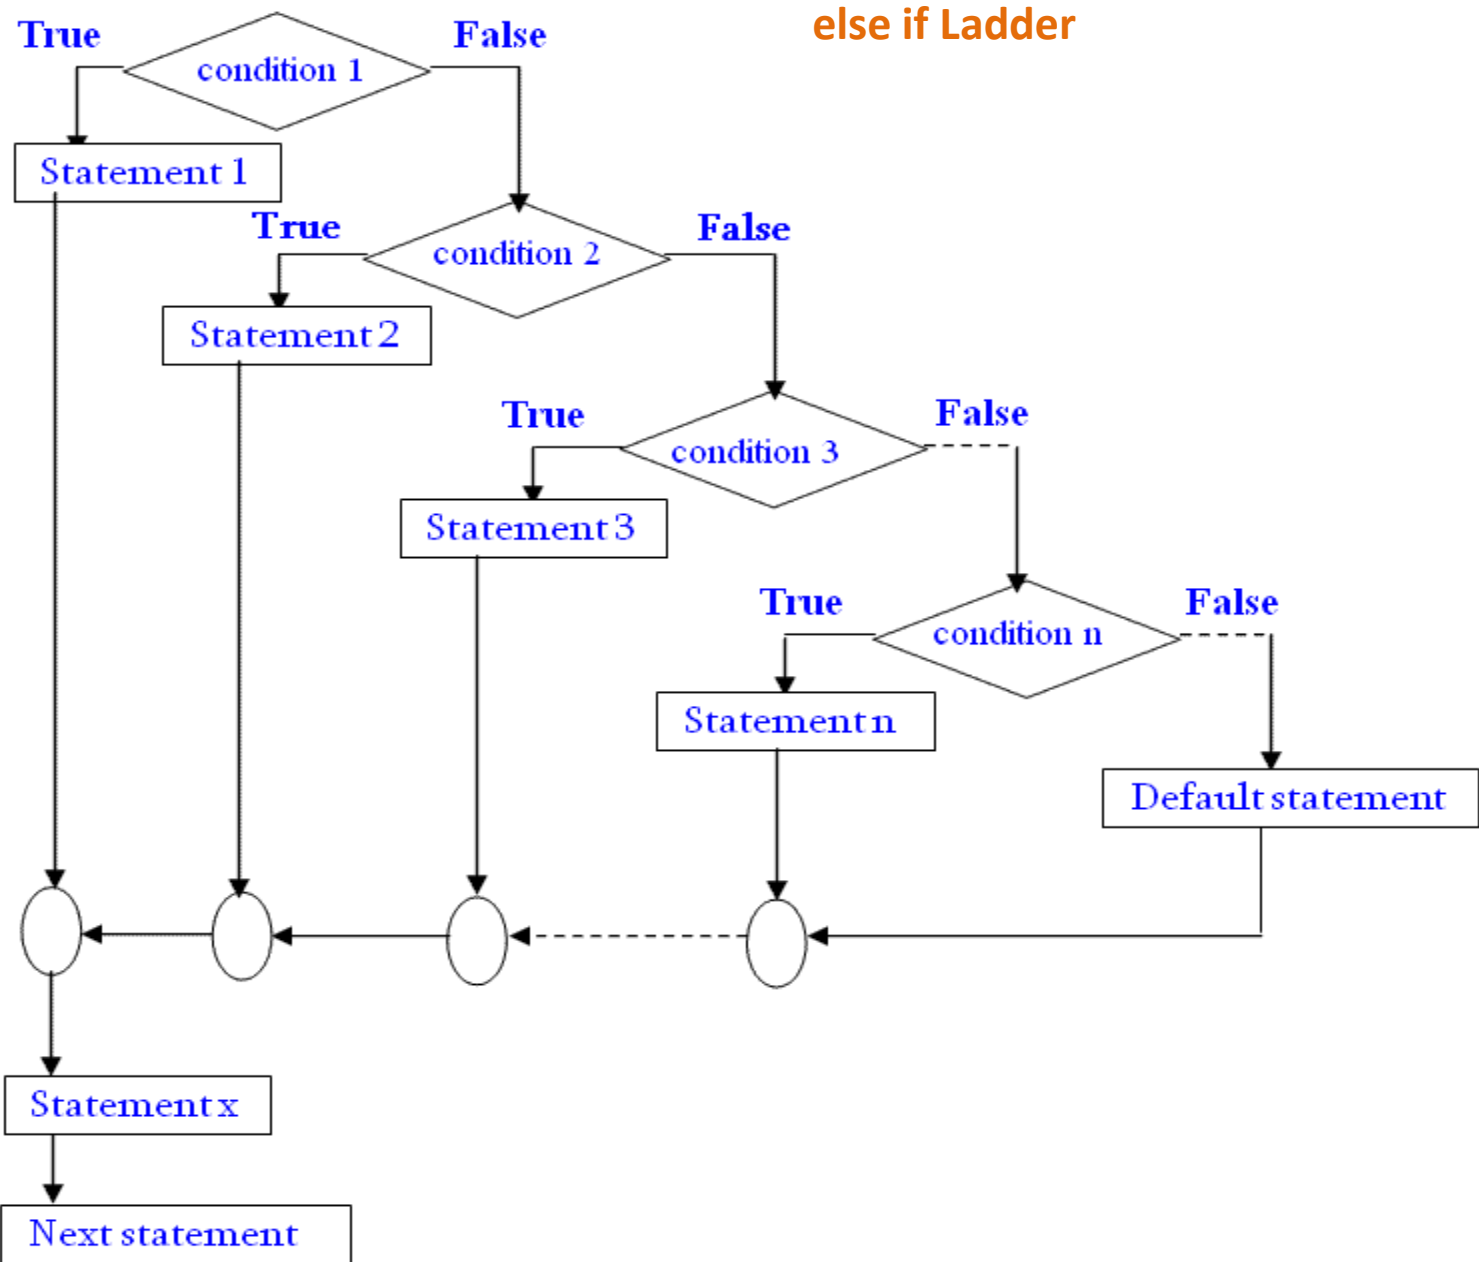 else if Ladder
True
False
condition 1
Statement 1
True
False
condition 2
Statement 2
True
False
condition 3
Statement 3
True
False
condition n
Statement n
Default statement
Statement x
Next statement